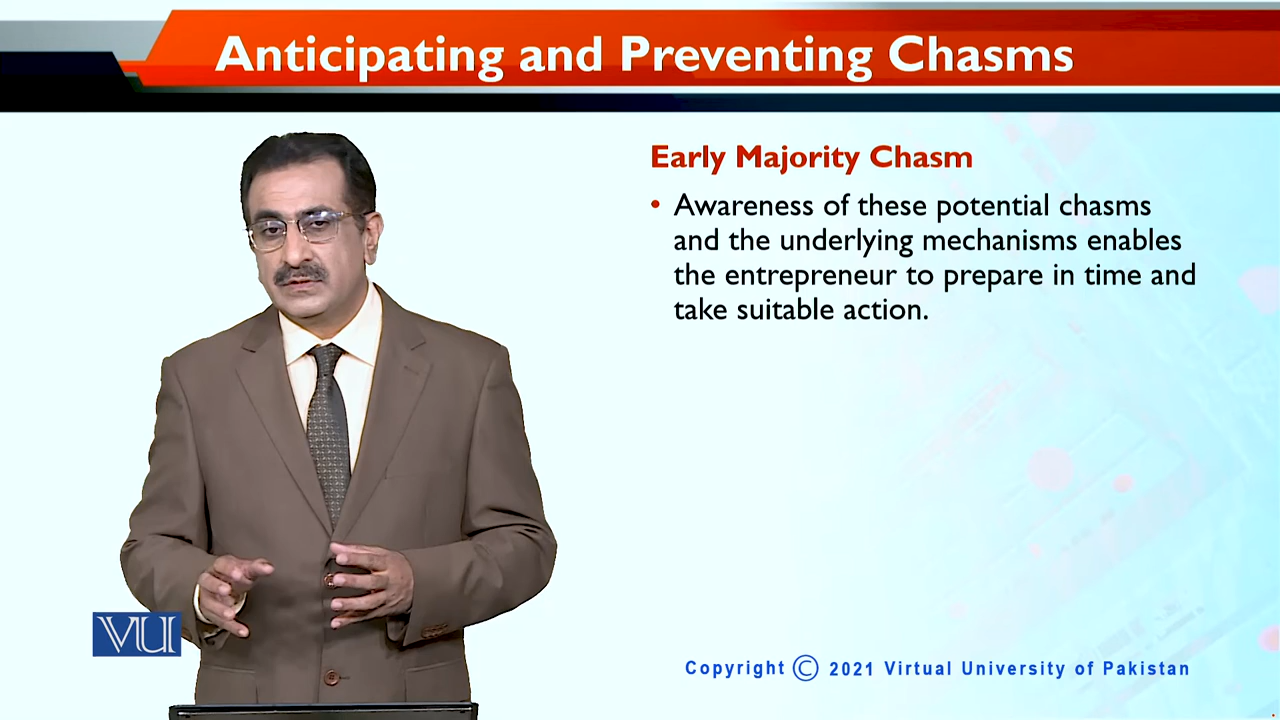 Anticipating and Preventing Chasms
Early Majority Chasm
• Awareness of these potential chasms
and the underlying mechanisms enables
the entrepreneur to prepare in time and
take suitable action.
VU
Copyright © 2021 Virtual University of Pakistan